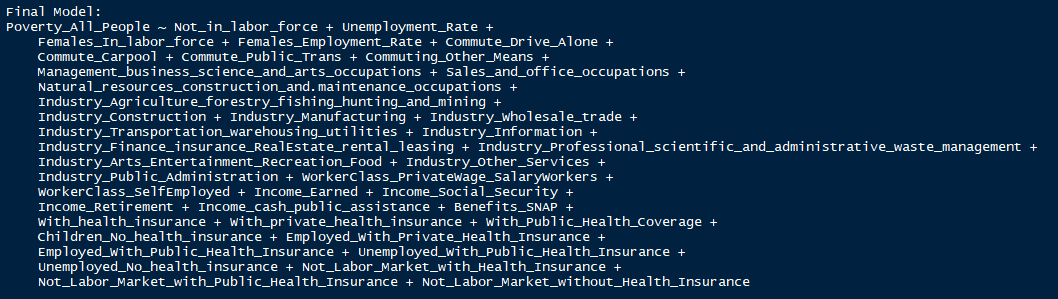 Final Model:
Poverty_All_People ~ Not_in_labor_force + Unemployment_Rate +
Females_In_labor_force + Females_Employment_Rate + Commute_Drive_Alone +
Commute_Carpool + Commute_Public_Trans + Commuting_Other_Means +
Management_business_science_and_arts_occupations + Sales_and_office_occupations +
Natural_resources_construction_and.maintenance_occupations +
Industry_Agriculture_forestry_fishing_hunting_and_mining +
Industry_Construction + Industry_Manufacturing + Industry_Wholesale_trade +
Industry_Transportation_warehousing_utilities + Industry_Information +
Industry_Finance_insurance_RealEstate_rental_leasing + Industry_Professional_scientific_and_administrative_waste_management +
Industry_Arts_Entertainment_Recreation_Food + Industry_Other_Services +
Industry_Public_Administration + WorkerClass_PrivateWage_SalaryWorkers +
WorkerClass_SelfEmployed + Income_Earned + Income_Social_Security +
Income_Retirement + Income_cash_public_assistance + Benefits_SNAP +
With_health_insurance + With_private_health_insurance + With_Public_Health_Coverage +
Children_No_health_insurance + Employed_With_Private_Health_Insurance +
Employed_With_Public_Health_Insurance + Unemployed_With_Public_Health_Insurance +
Unemployed_No_health_insurance + Not_Labor_Market_with_Health_Insurance +
Not_Labor_Market_with_Public_Health_Insurance + Not_Labor_Market_without_Health_Insurance